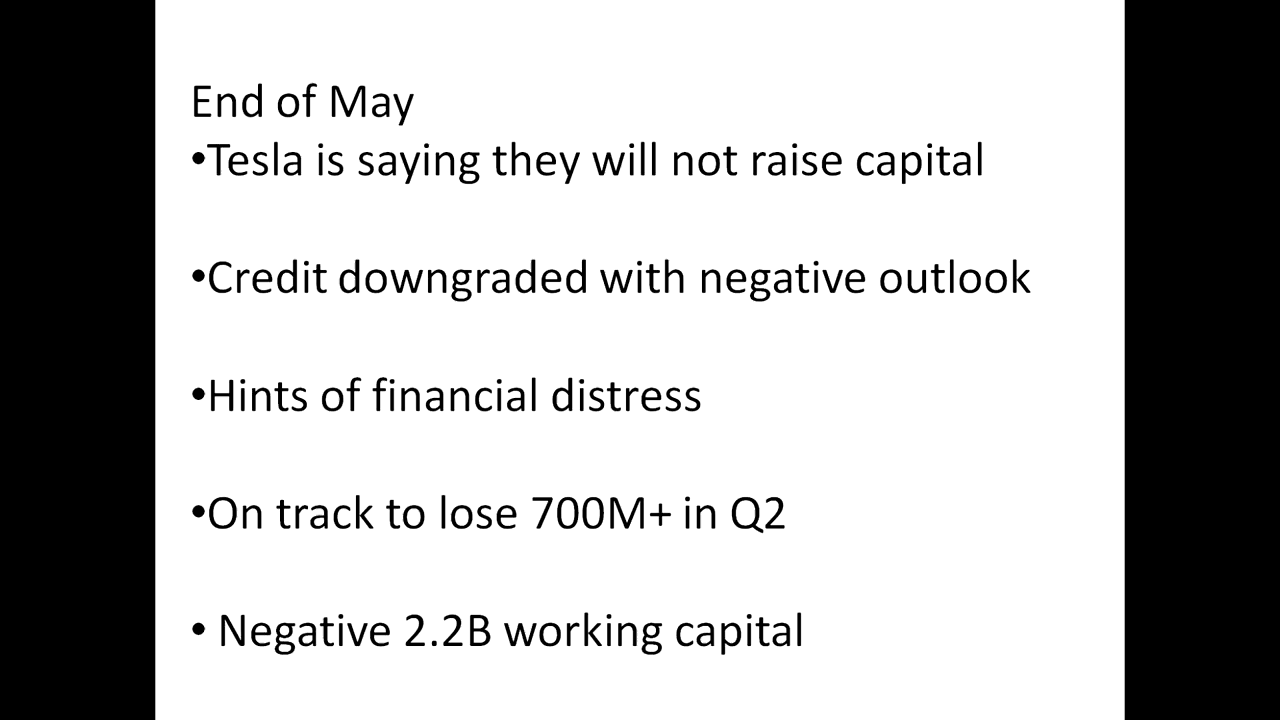 End of May
•Tesla is saying they will not raise capital
•Credit downgraded with negative outlook
•Hints of financial distress
•On track to lose 700M+ in Q2
• Negative 2.2B working capital